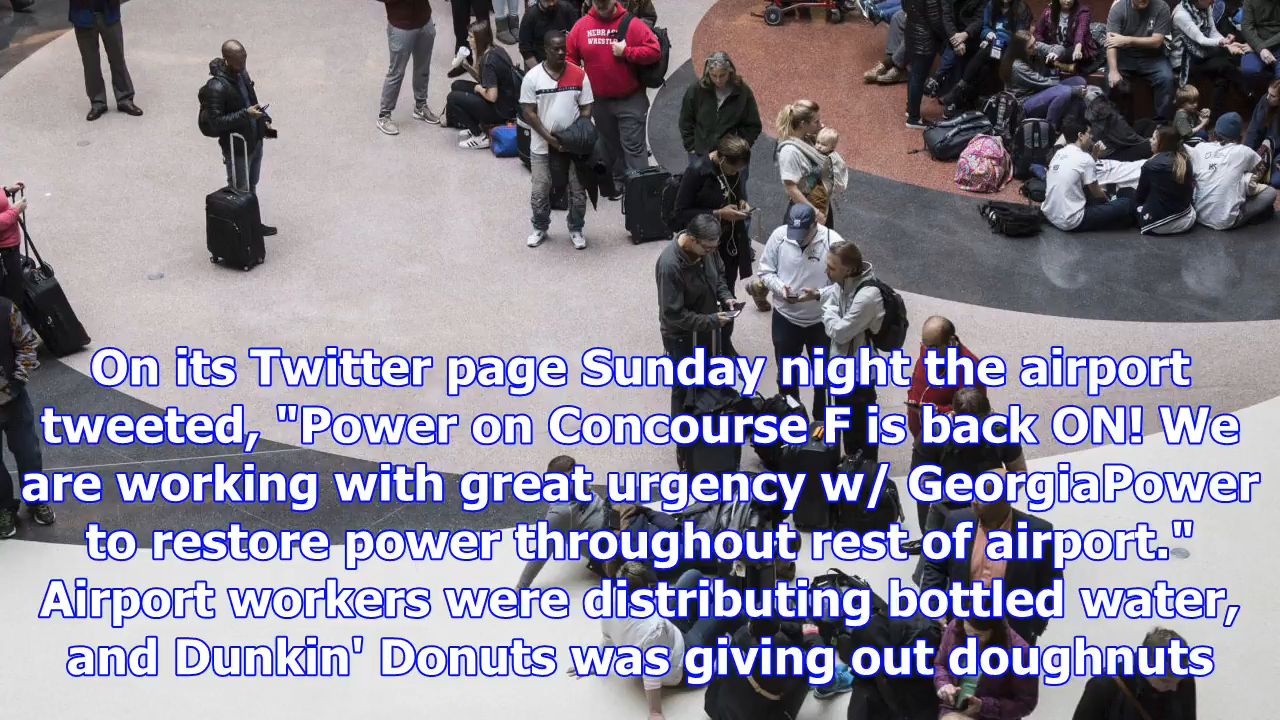 NEBRASKA
On its Twitter page Sunday night the airport
tweeted, "Power on Concourse F is back ON! We
are working with great urgency w/ GeorgiaPower
to restore power throughout rest of airport."
Airport workers were distributing bottled water,
and Dunkin' Donuts was giving out doughnuts